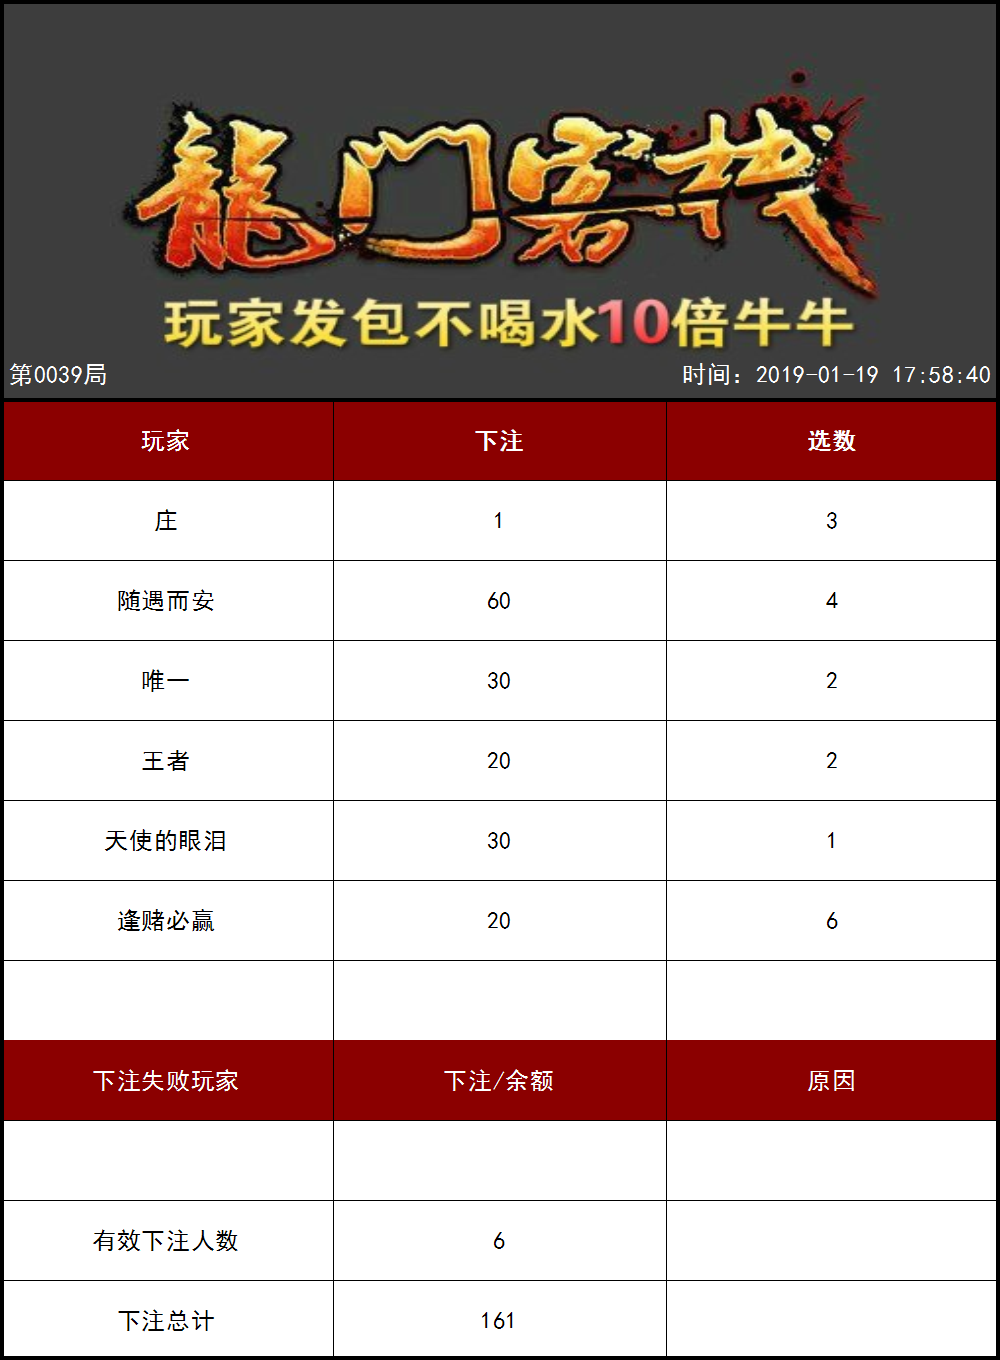 龍门客栈
玩家发包不喝水10倍牛牛
第0039局 时间：2019-01-19 17:58:40
玩家 下注 选数
庄 1 3
随遇而安 60 4
唯一 30 2
王者 20 2
天使的眼泪 30 1
逢赌必赢 20 6
下注失败玩家 下注/余额 原因
有效下注人数 6
下注总计 161